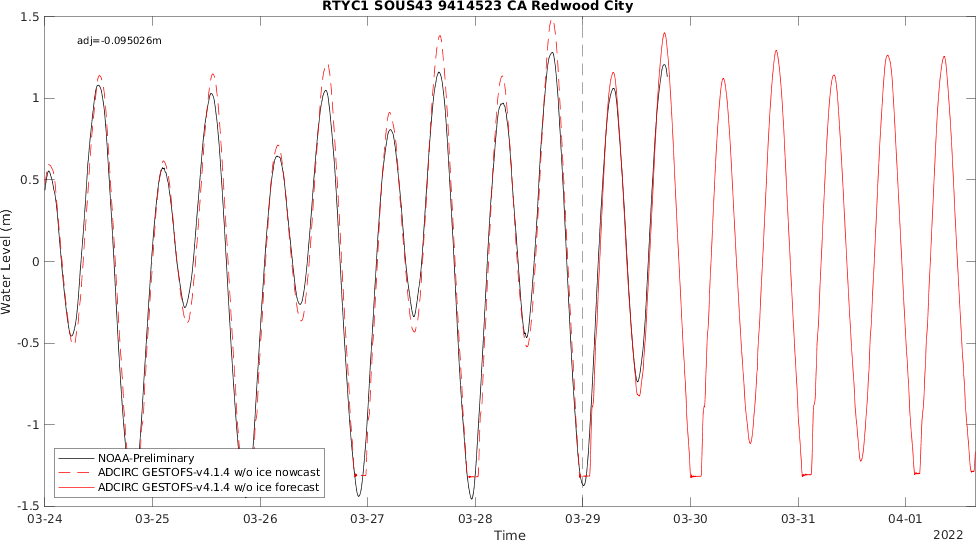 RTYC1 SOUS43 9414523 CA Redwood City
1.5
adj=-0.095026m
1
0.5
0
-0.5
-1
-1.5
Water Level (m)
NOAA-Preliminary
ADCIRC GESTOFS-v4.1.4 w/o ice nowcast
ADCIRC GESTOFS-v4.1.4 w/o ice forecast
03-24 03-25 03-26 03-27 03-28 03-29 03-30 03-31 04-01
Time
2022